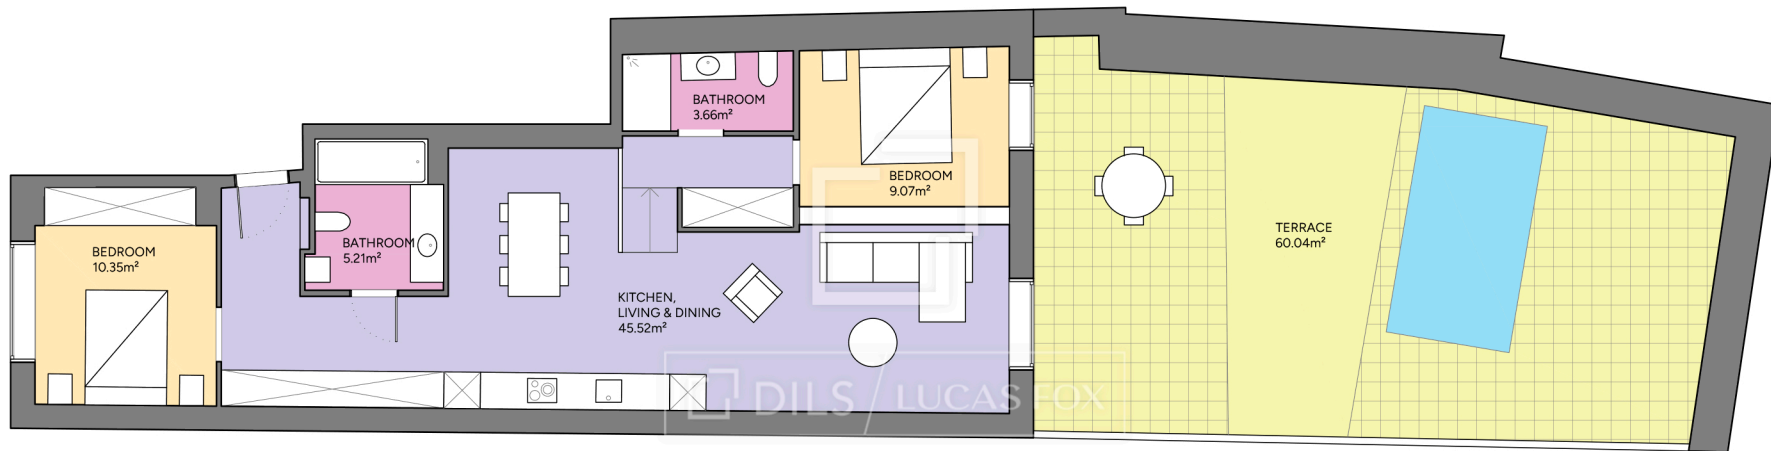 BATHROOM
3.66m²
BEDROOM
9.07m²
BEDROOM
10.35m²
BATHROOM
5.21m²
TERRACE
60.04m²
KITCHEN,
LIVING & DINING
45.52m²
DILS / LUCAS FOX